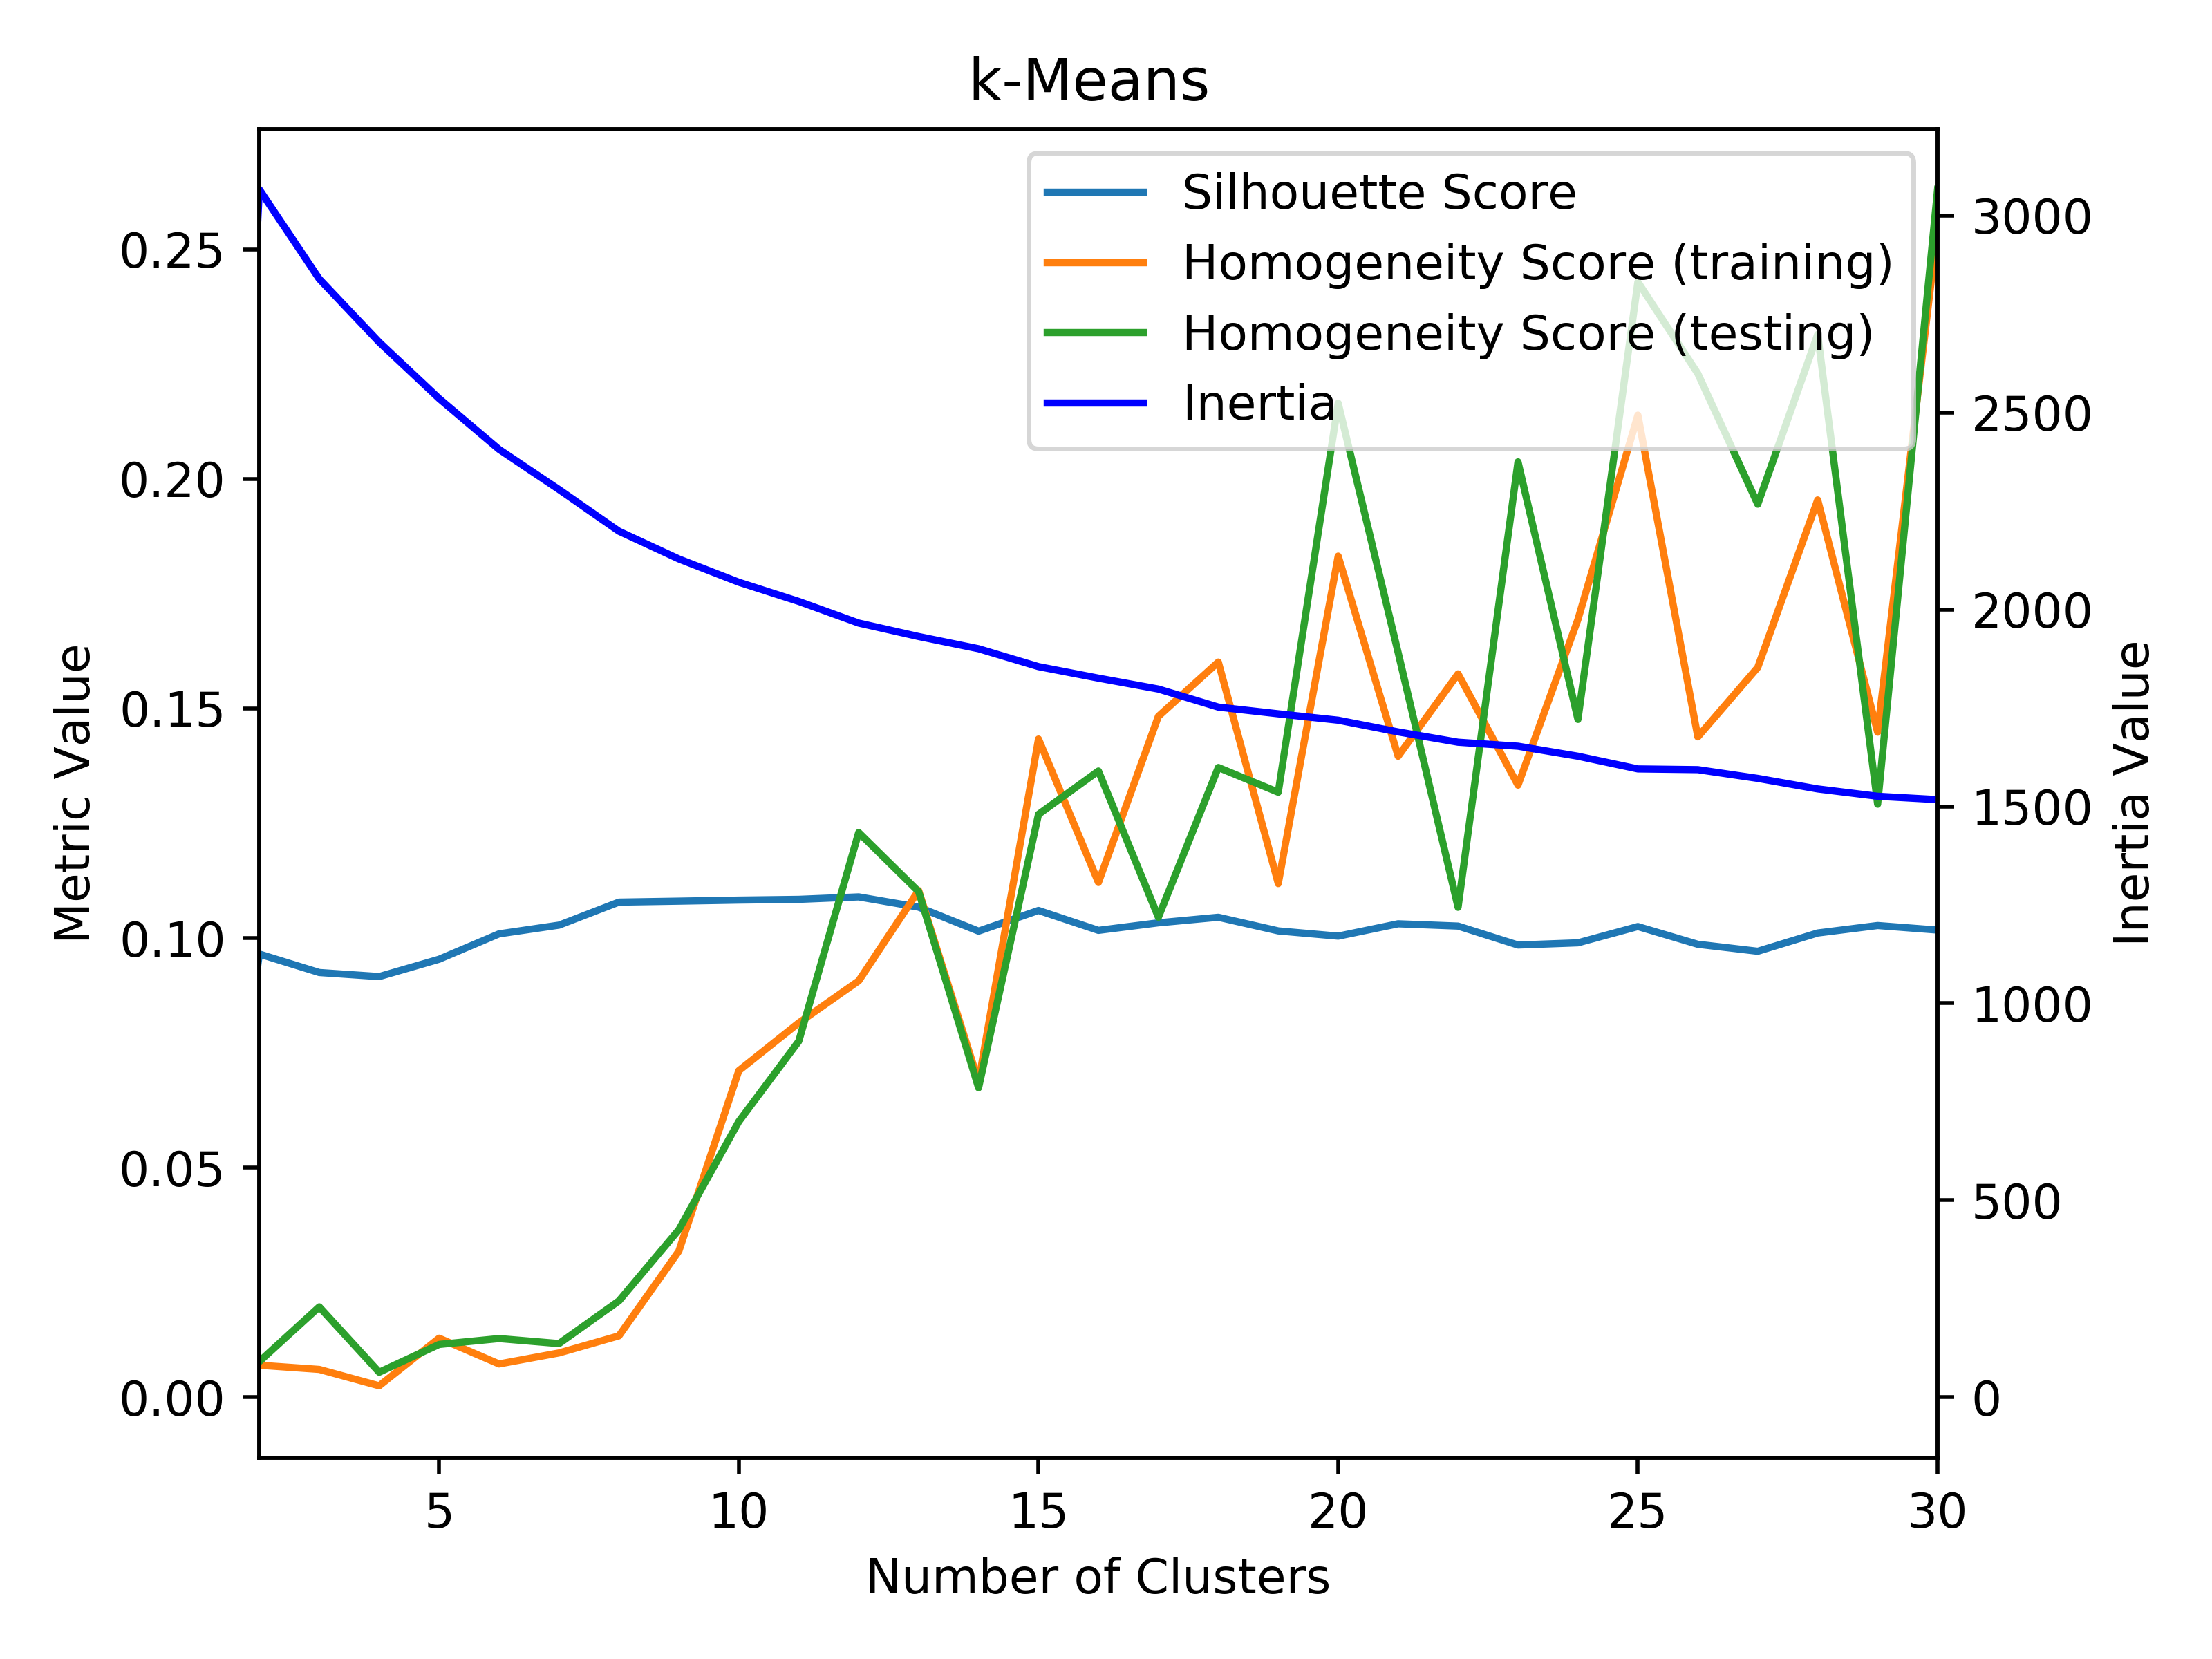 k-Means
Silhouette Score
Homogeneity Score (training)
Homogeneity Score (testing)
Inertia
Metric Value
0.25
0.20
0.15
0.10
0.05
0.00
Inertia Value
3000
2500
2000
1500
1000
500
0
5 10 15 20 25 30
Number of Clusters